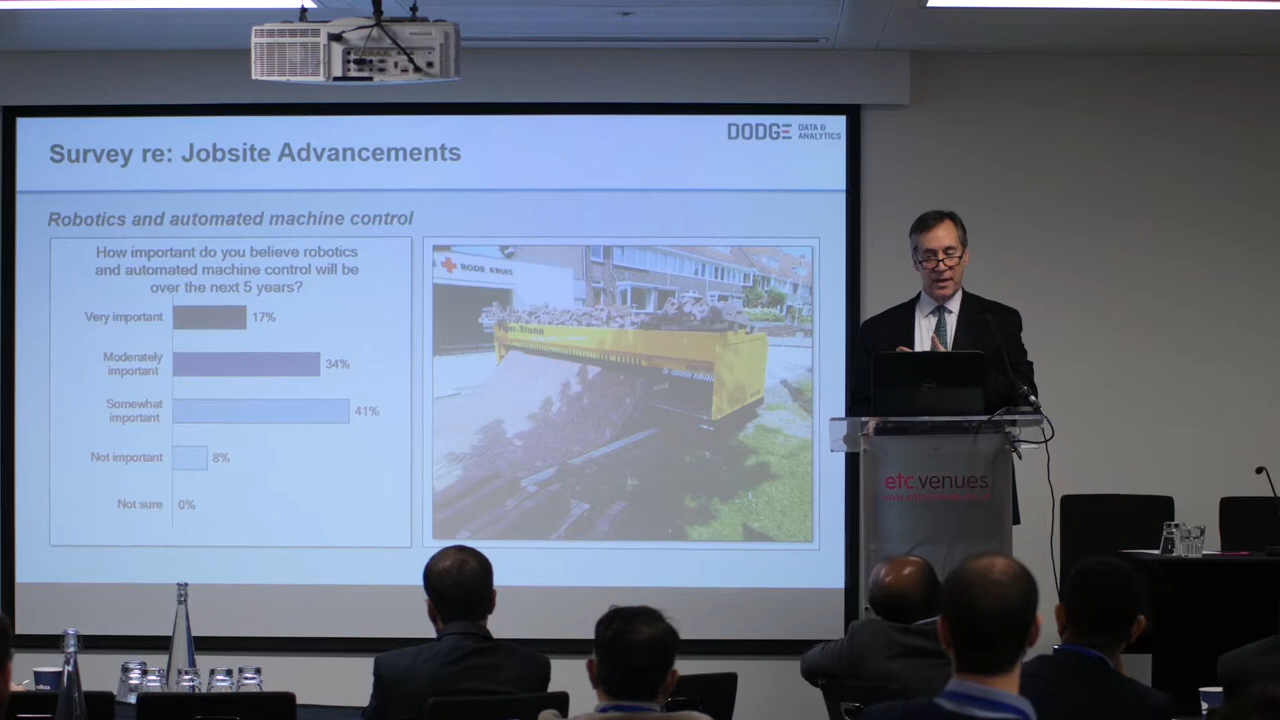 DODGE DATA & ANALYTICS
Survey re: Jobsite Advancements
Robotics and automated machine control
How important do you believe robotics
and automated machine control will be
over the next 5 years?
Very important 17%
Moderately
important 34%
Somewhat
important 41%
Not important 8%
Not sure 0%
RODE KRUIS
Tiger-Stone
etc.venues